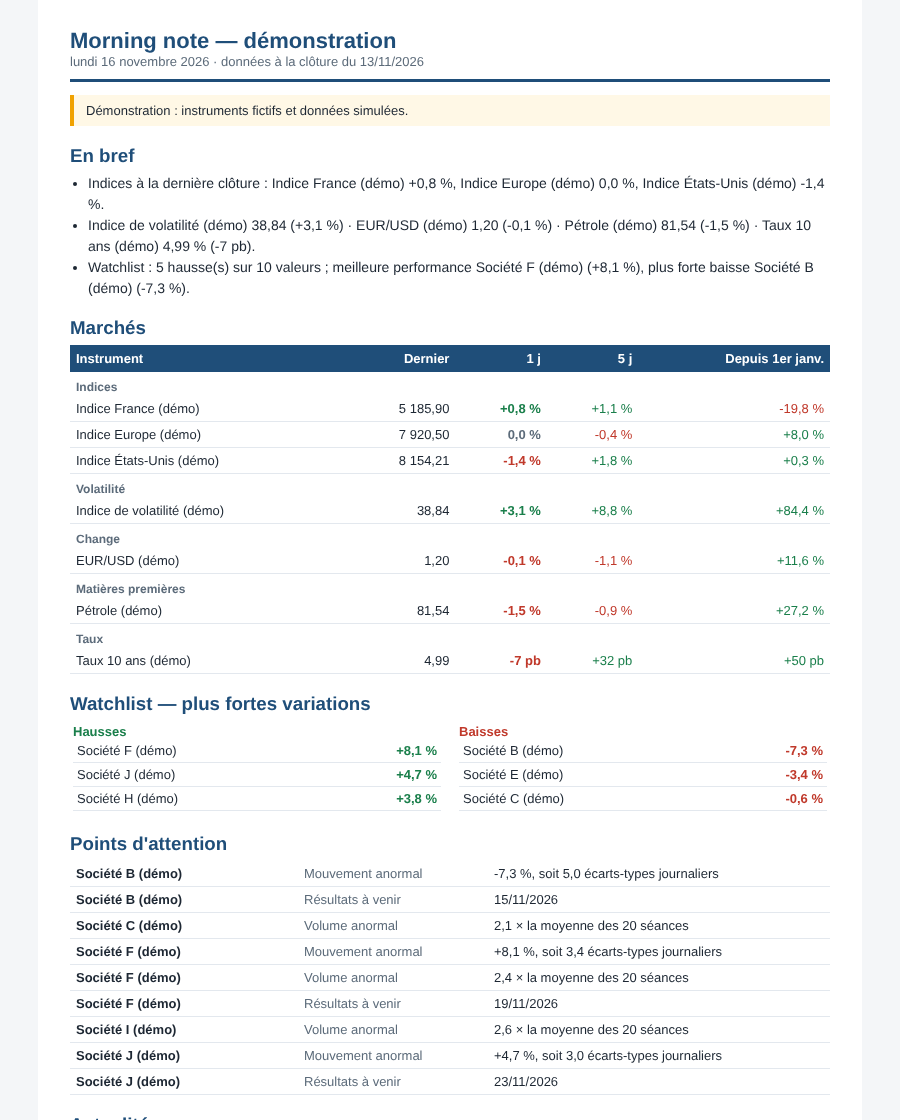 Morning note — démonstration
lundi 16 novembre 2026 · données à la clôture du 13/11/2026
Démonstration : instruments fictifs et données simulées.
En bref
• Indices à la dernière clôture : Indice France (démo) +0,8 %, Indice Europe (démo) 0,0 %, Indice États-Unis (démo) -1,4
%.
• Indice de volatilité (démo) 38,84 (+3,1 %) · EUR/USD (démo) 1,20 (-0,1 %) · Pétrole (démo) 81,54 (-1,5 %) · Taux 10
ans (démo) 4,99 % (-7 pb).
• Watchlist : 5 hausse(s) sur 10 valeurs ; meilleure performance Société F (démo) (+8,1 %), plus forte baisse Société B
(démo) (-7,3 %).
Marchés
Instrument Dernier 1 j 5 j Depuis 1er janv.
Indices
Indice France (démo) 5 185,90 +0,8 % +1,1 % -19,8 %
Indice Europe (démo) 7 920,50 0,0 % -0,4 % +8,0 %
Indice États-Unis (démo) 8 154,21 -1,4 % +1,8 % +0,3 %
Volatilité
Indice de volatilité (démo) 38,84 +3,1 % +8,8 % +84,4 %
Change
EUR/USD (démo) 1,20 -0,1 % -1,1 % +11,6 %
Matières premières
Pétrole (démo) 81,54 -1,5 % -0,9 % +27,2 %
Taux
Taux 10 ans (démo) 4,99 -7 pb +32 pb +50 pb
Watchlist — plus fortes variations
Hausses Baisses
Société F (démo) +8,1 % Société B (démo) -7,3 %
Société J (démo) +4,7 % Société E (démo) -3,4 %
Société H (démo) +3,8 % Société C (démo) -0,6 %
Points d'attention
Société B (démo) Mouvement anormal -7,3 %, soit 5,0 écarts-types journaliers
Société B (démo) Résultats à venir 15/11/2026
Société C (démo) Volume anormal 2,1 × la moyenne des 20 séances
Société F (démo) Mouvement anormal +8,1 %, soit 3,4 écarts-types journaliers
Société F (démo) Volume anormal 2,4 × la moyenne des 20 séances
Société F (démo) Résultats à venir 19/11/2026
Société I (démo) Volume anormal 2,6 × la moyenne des 20 séances
Société J (démo) Mouvement anormal +4,7 %, soit 3,0 écarts-types journaliers
Société J (démo) Résultats à venir 23/11/2026